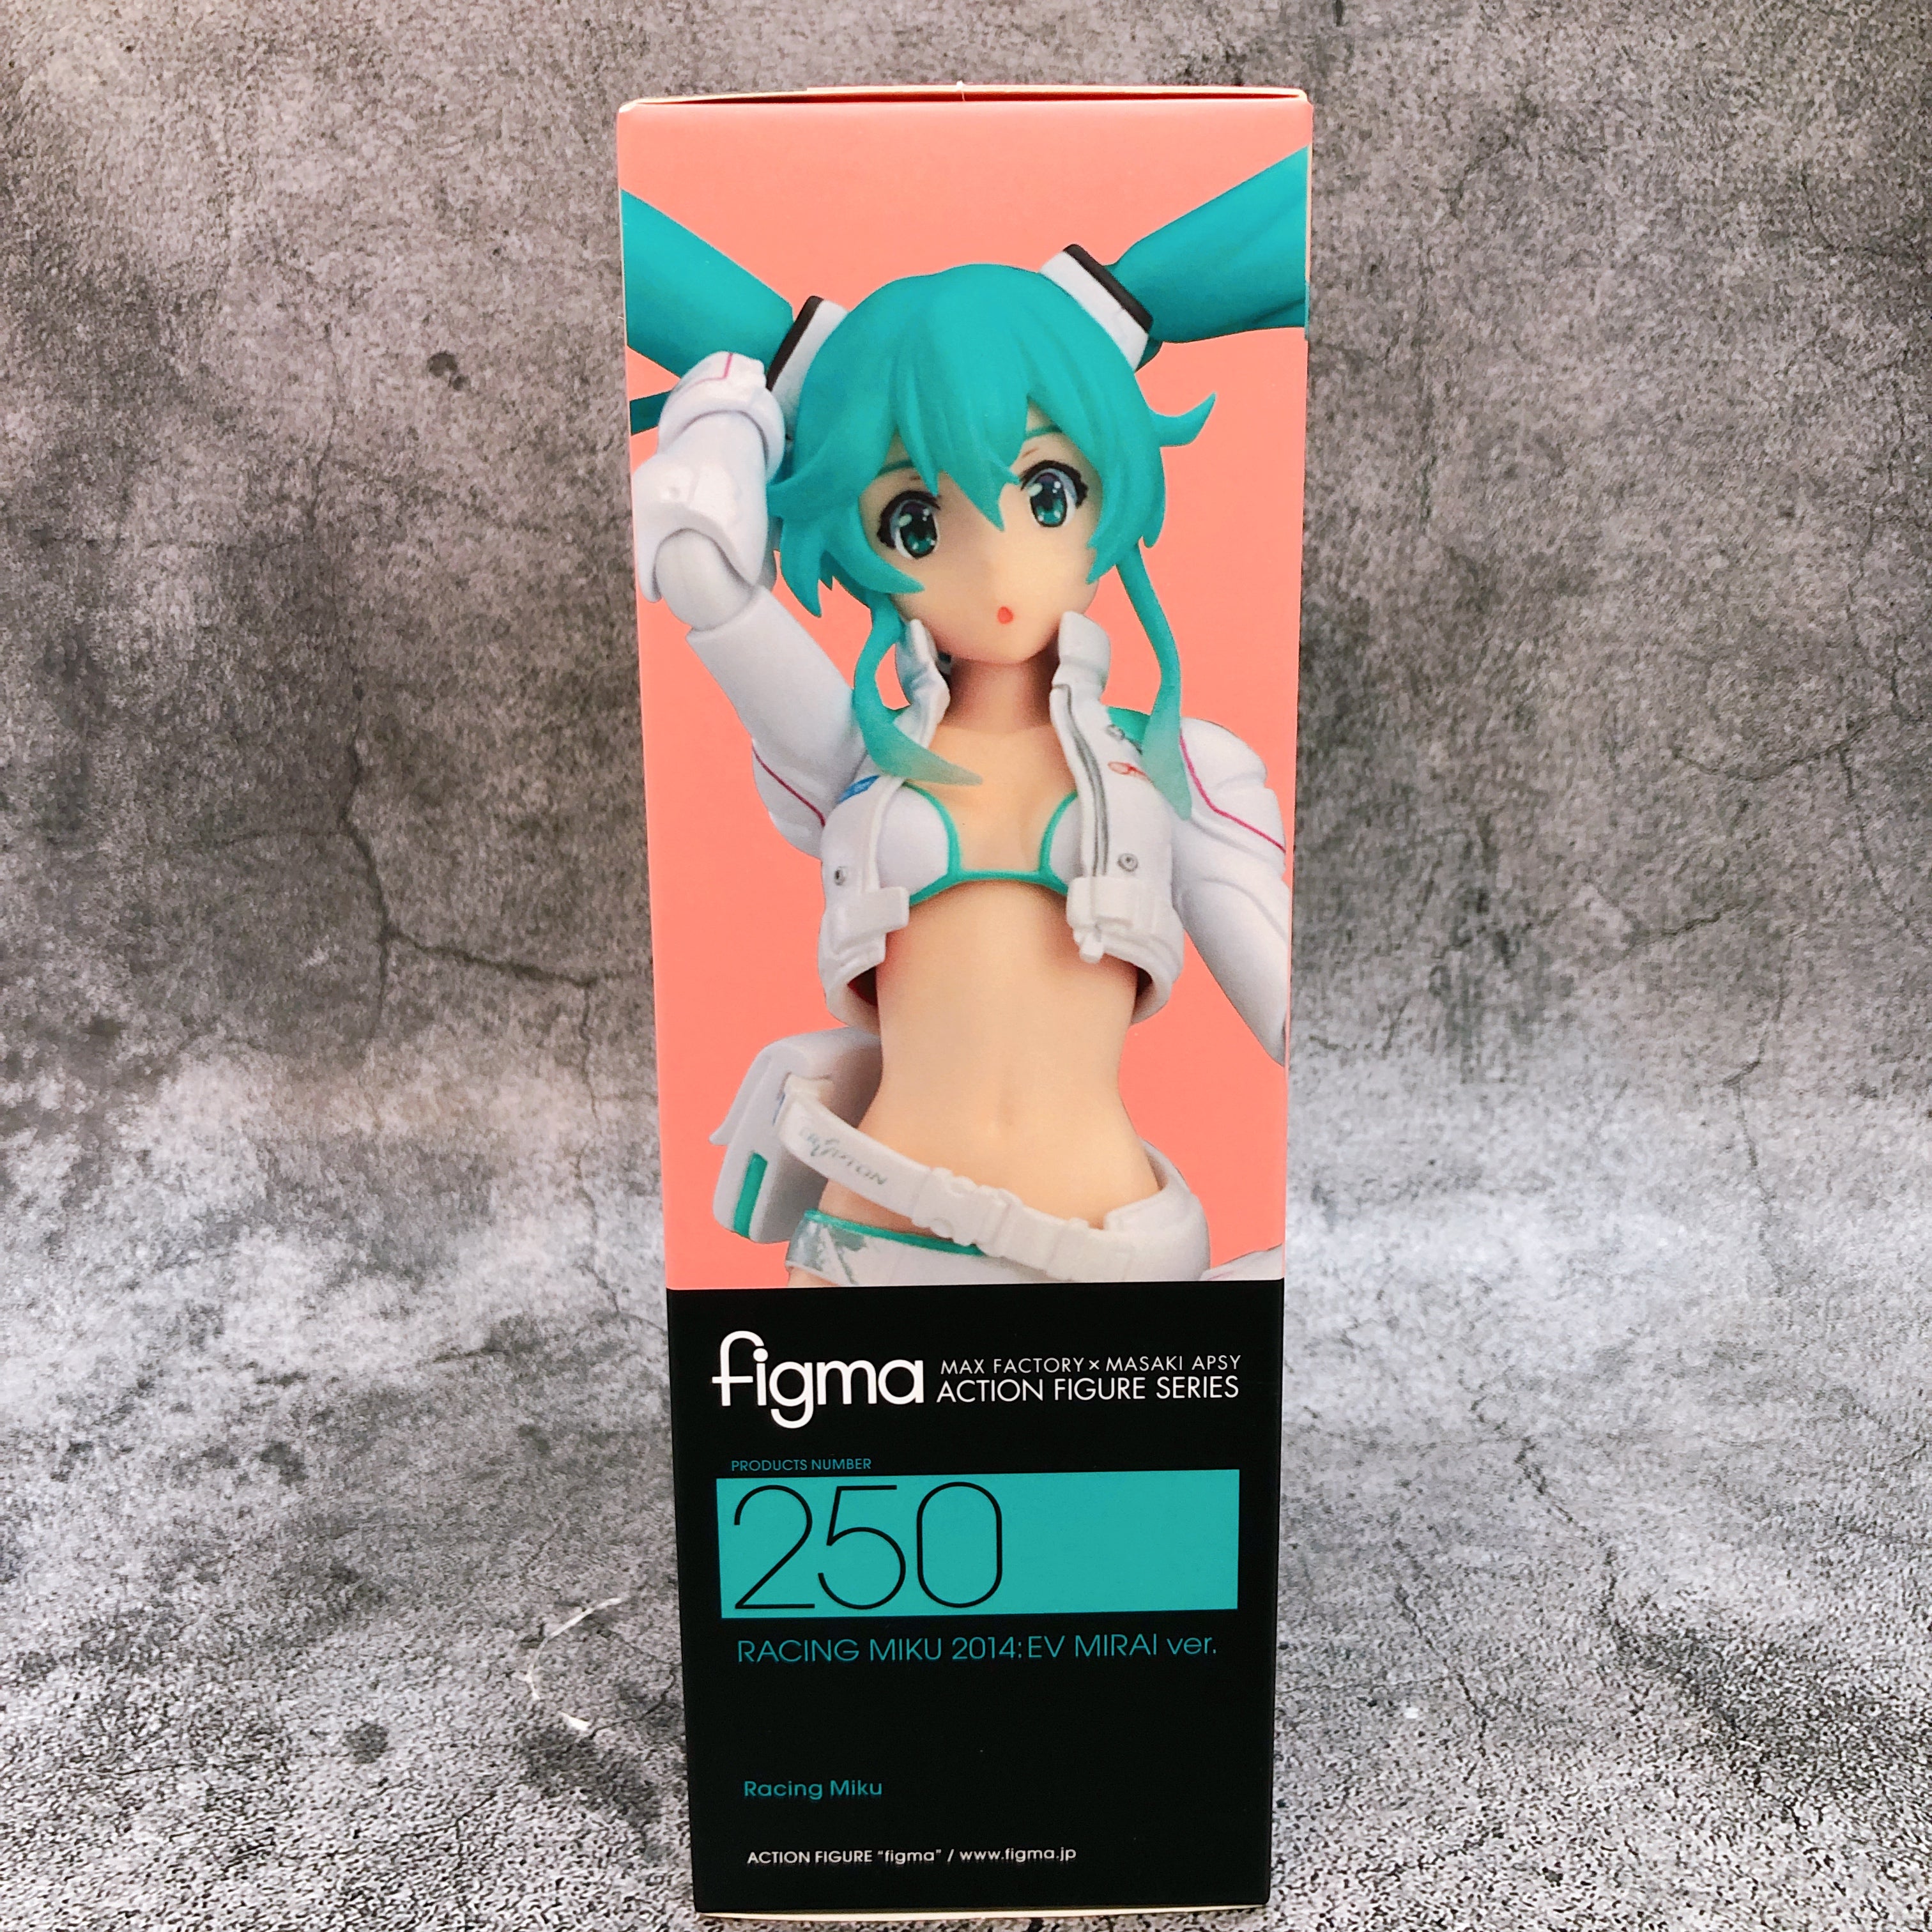 figma
MAX FACTORY × MASAKI APSY
ACTION FIGURE SERIES
PRODUCTS NUMBER
250
RACING MIKU 2014: EV MIRAI ver.
Racing Miku
ACTION FIGURE "figma" / www.figma.jp